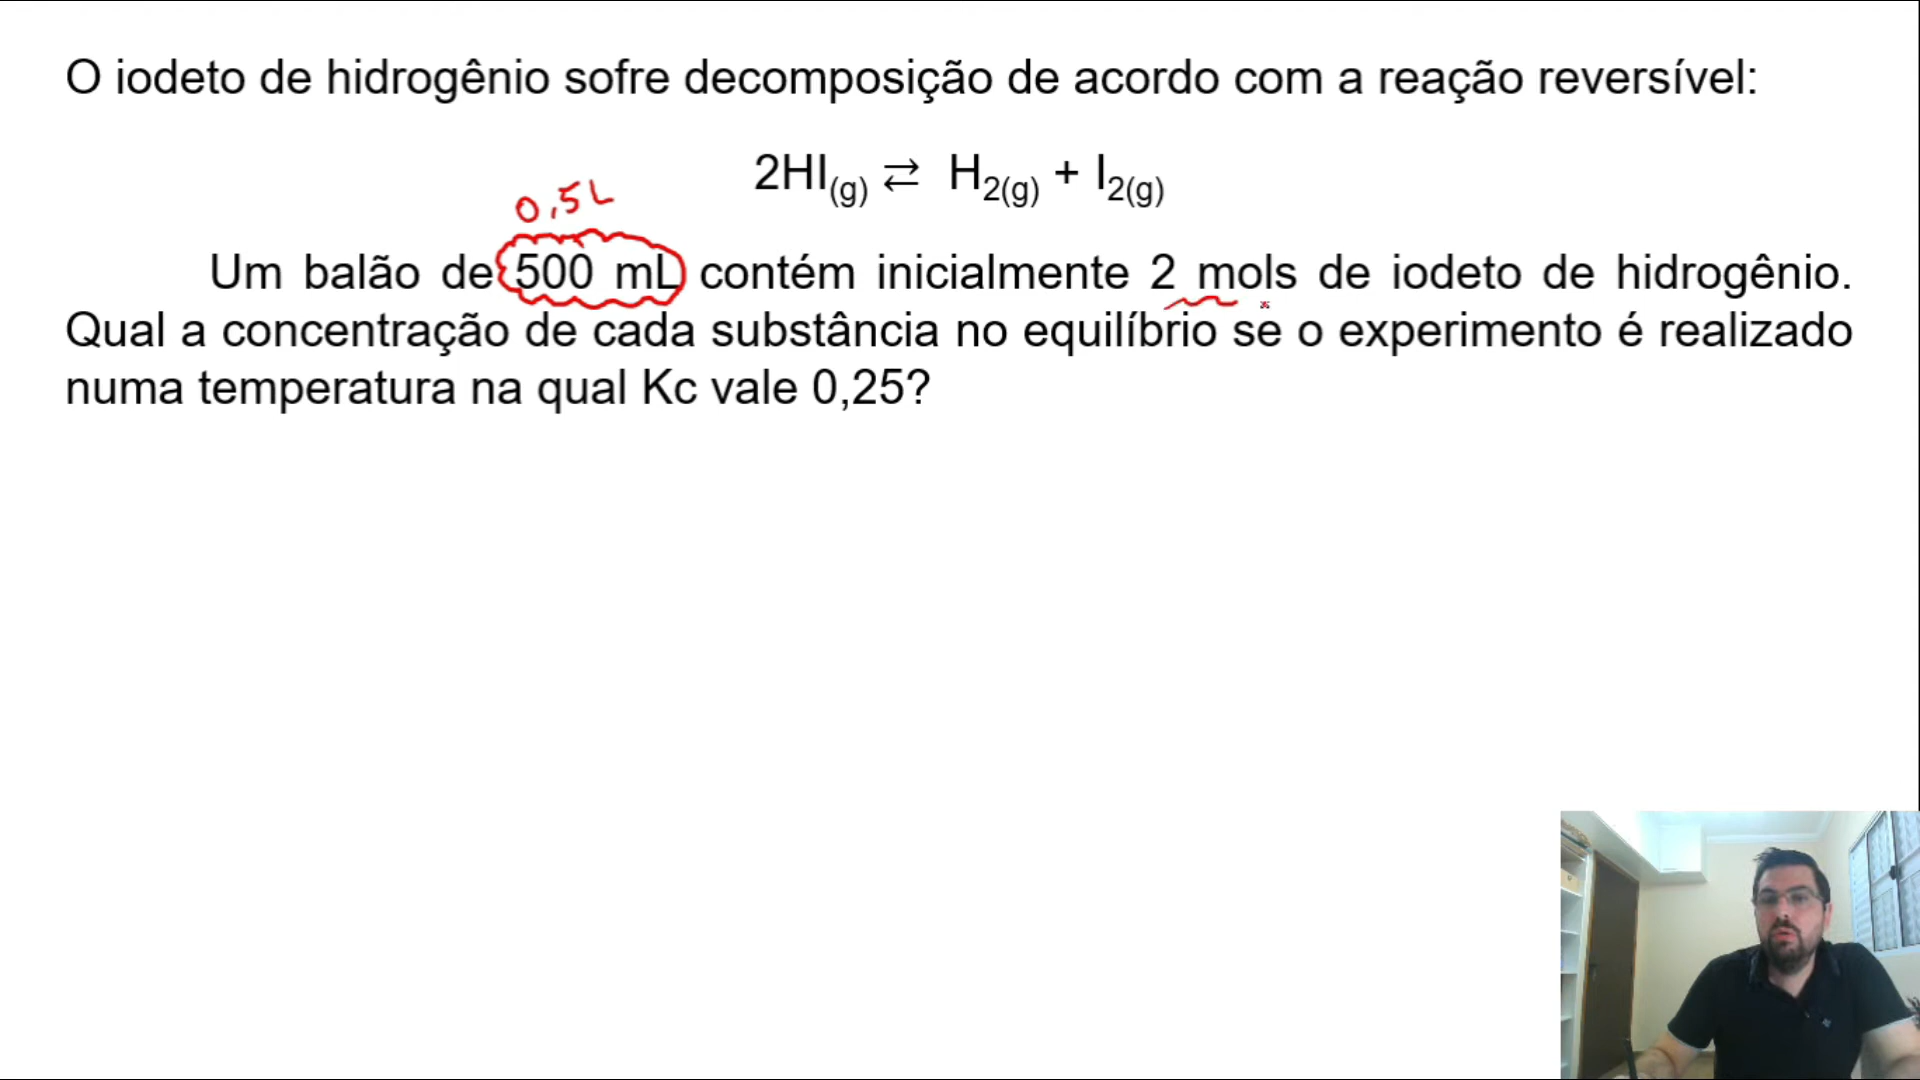 O iodeto de hidrogênio sofre decomposição de acordo com a reação reversível:
2HI(g) ⇄ H2(g) + I2(g)
0,5L
Um balão de 500 mL contém inicialmente 2 mols de iodeto de hidrogênio.
Qual a concentração de cada substância no equilíbrio se o experimento é realizado
numa temperatura na qual Kc vale 0,25?